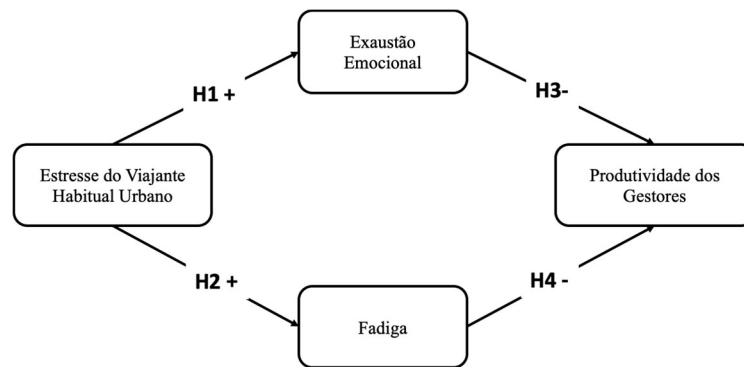 Exaustão
Emocional
H1 +
H3-
Estresse do Viajante
Habitual Urbano
Produtividade dos
Gestores
H2 +
H4 -
Fadiga